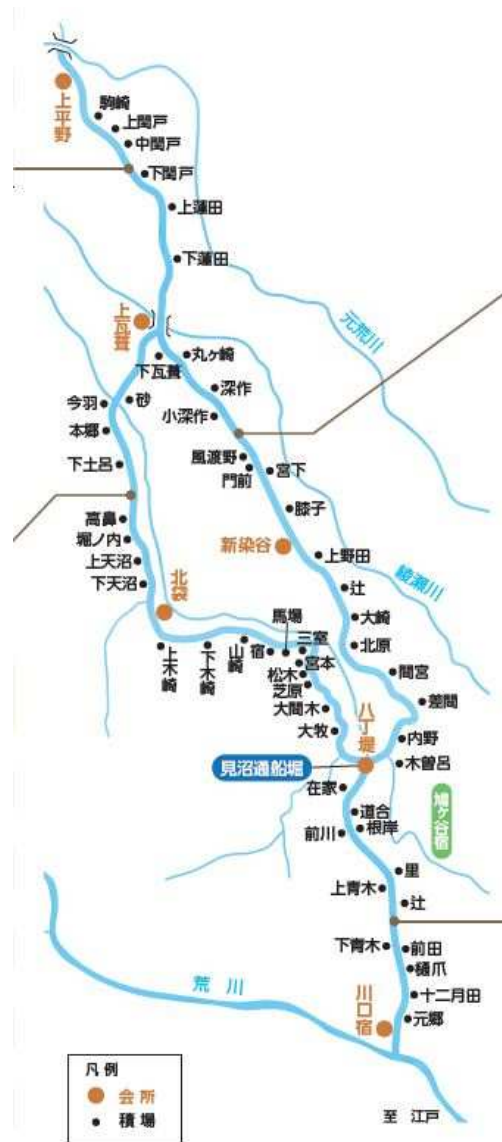 上平野
駒崎
上閏戸
中閏戸
下閏戸
上蓮田
下蓮田
元荒川
上瓦葺
下瓦葺
丸ヶ崎
砂
深作
今羽
小深作
本郷
風渡野
門前
宮下
下土呂
膝子
高鼻
堀ノ内
新染谷
上野田
綾瀬川
上天沼
下天沼
北袋
辻
大崎
馬場
三室
北原
上木崎
下木崎
山崎
宿
宮本
松木
芝原
間宮
大間木
八丁堤
差間
大牧
内野
見沼通船堀
木曽呂
在家
鳩ヶ谷宿
道合
根岸
前川
里
上青木
辻
下青木
前田
樋爪
荒川
川口宿
十二月田
元郷
凡例
会所
積場
至 江戸